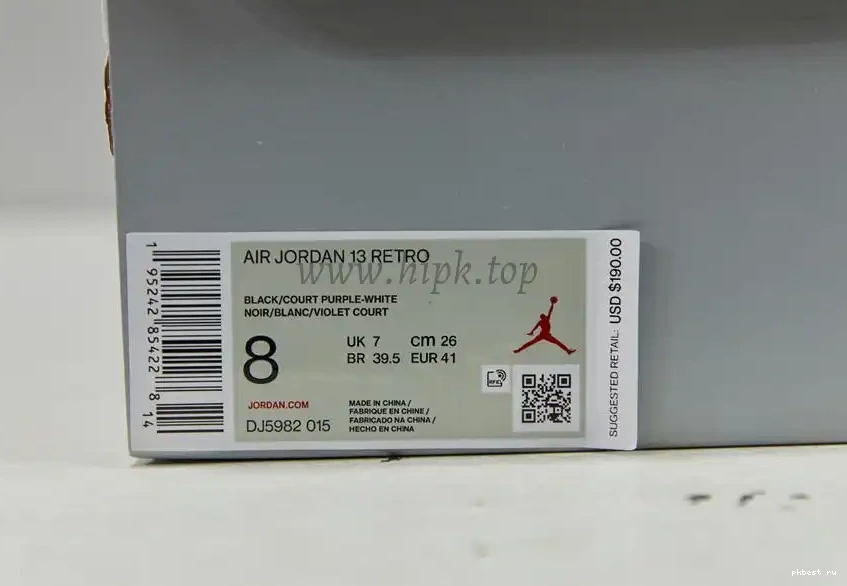 AIR JORDAN 13 RETRO
www.hipk.top
BLACK/COURT PURPLE-WHITE
NOIR/BLANC/VIOLET COURT
8
UK 7 cm 26
BR 39.5 EUR 41
JORDAN.COM
DJ5982 015
MADE IN CHINA /
FABRIQUE EN CHINE /
FABRICADO NA CHINA /
HECHO EN CHINA
RFID
1 95242 85422 8 14
SUGGESTED RETAIL: USD $190.00
pkbest ru